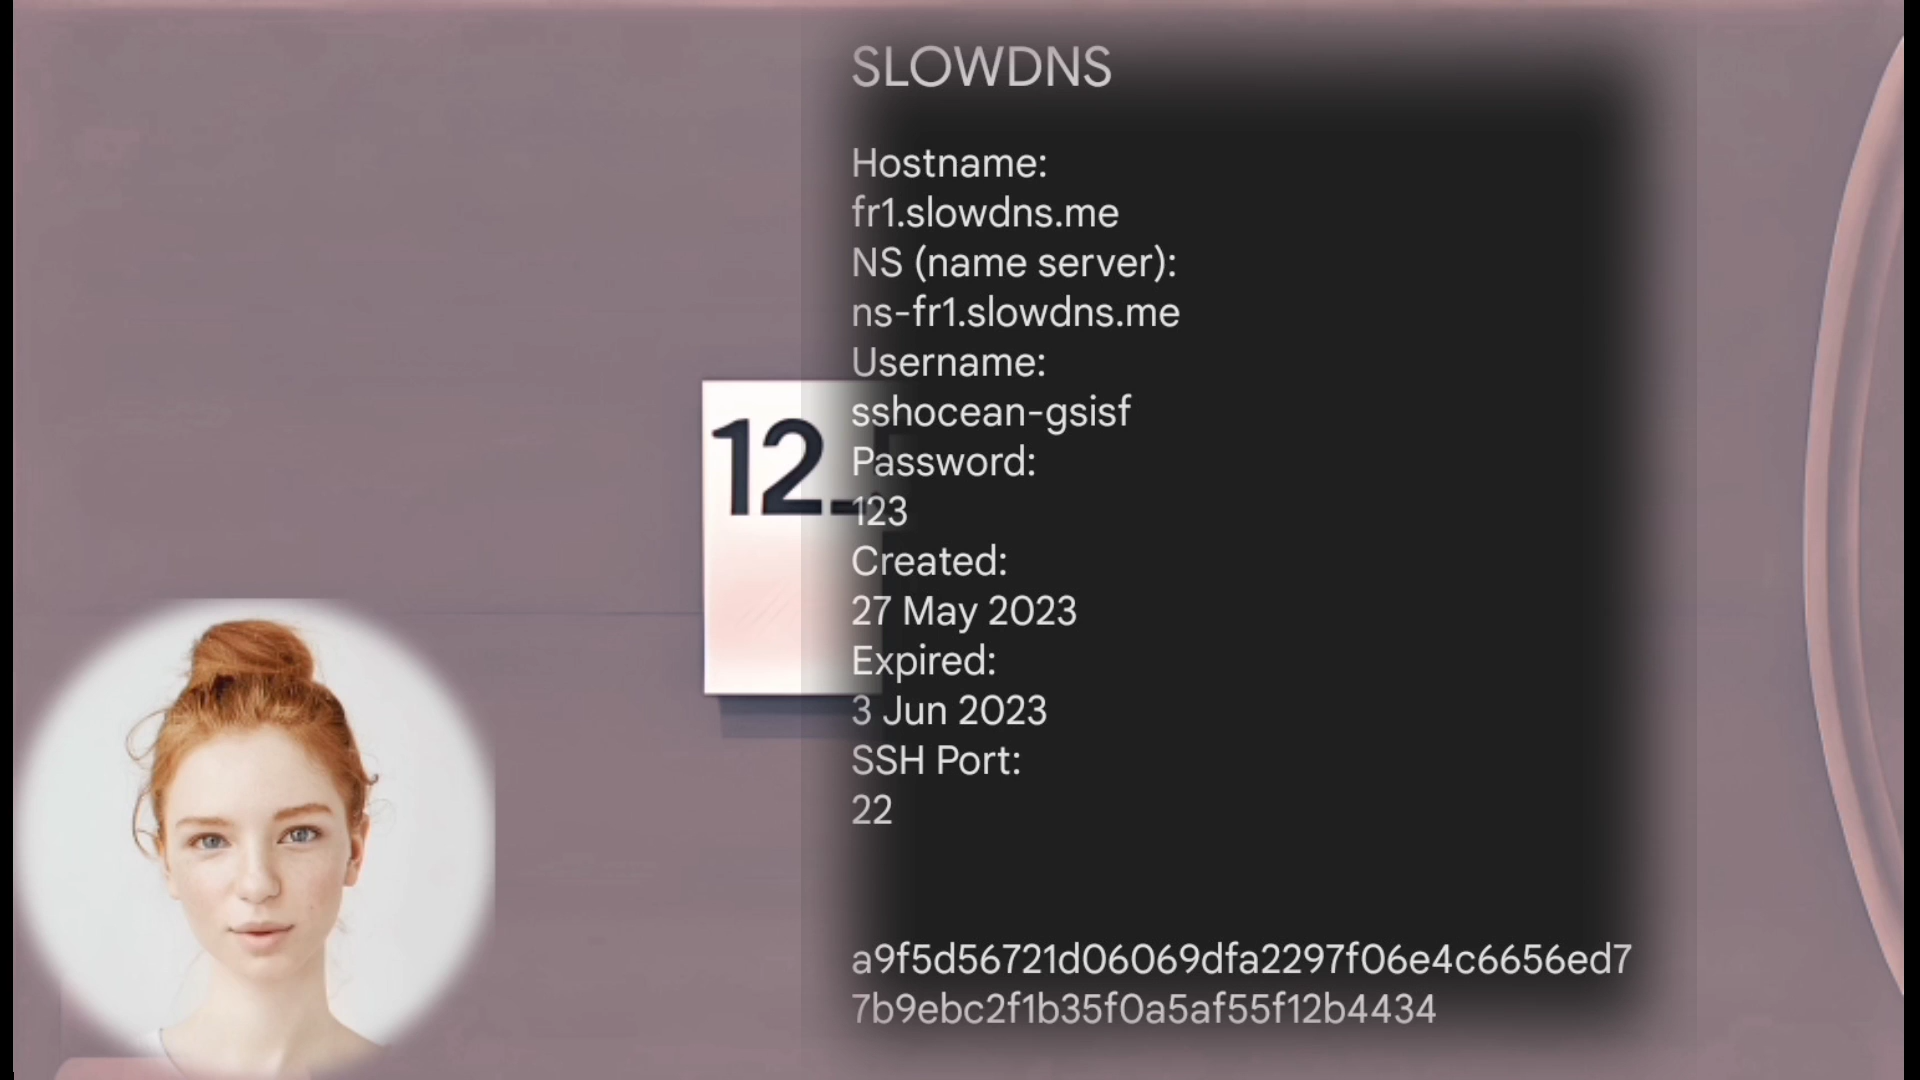 SLOWDNS
Hostname:
fr1.slowdns.me
NS (name server):
ns-fr1.slowdns.me
Username:
sshocean-gsisf
Password:
123
Created:
27 May 2023
Expired:
3 Jun 2023
SSH Port:
22
a9f5d56721d06069dfa2297f06e4c6656ed7
7b9ebc2f1b35f0a5af55f12b4434
12